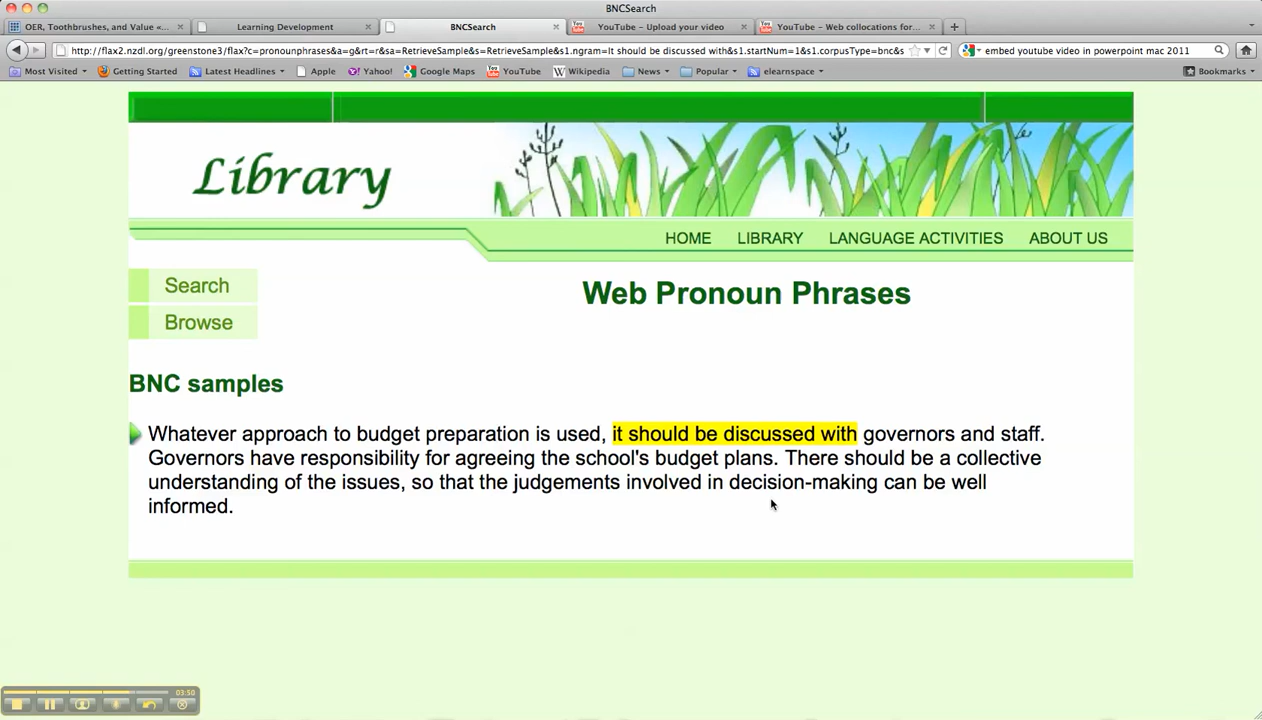 BNCSearch
OER, Toothbrushes, and Value «...
Learning Development
BNCSearch
YouTube - Upload your video
YouTube - Web collocations for...
http://flax2.nzdl.org/greenstone3/flax?c=pronounphrases&a=g&rt=r&sa=RetrieveSample&s=RetrieveSample&s1.ngram=It should be discussed with&s1.startNum=1&s1.corpusType=bnc&s
embed youtube video in powerpoint mac 2011
Most Visited
Getting Started
Latest Headlines
Apple
Yahoo!
Google Maps
YouTube
Wikipedia
News
Popular
elearnspace
Bookmarks
Library
HOME LIBRARY LANGUAGE ACTIVITIES ABOUT US
Search
Browse
Web Pronoun Phrases
BNC samples
Whatever approach to budget preparation is used, it should be discussed with governors and staff.
Governors have responsibility for agreeing the school's budget plans. There should be a collective
understanding of the issues, so that the judgements involved in decision-making can be well
informed.
03:50